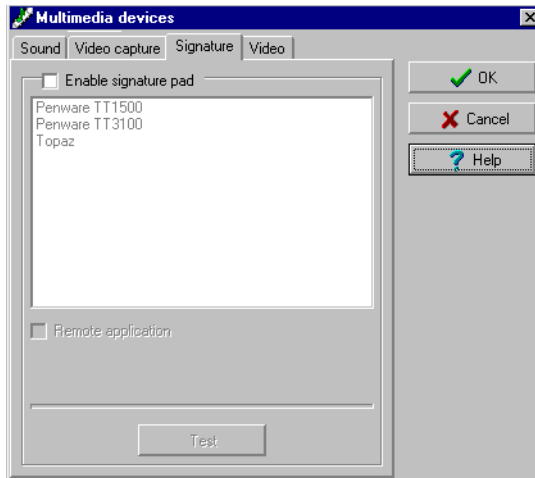 Multimedia devices
Sound Video capture Signature Video
Enable signature pad
Penware TT1500
Penware TT3100
Topaz
Remote application
Test
OK
Cancel
Help